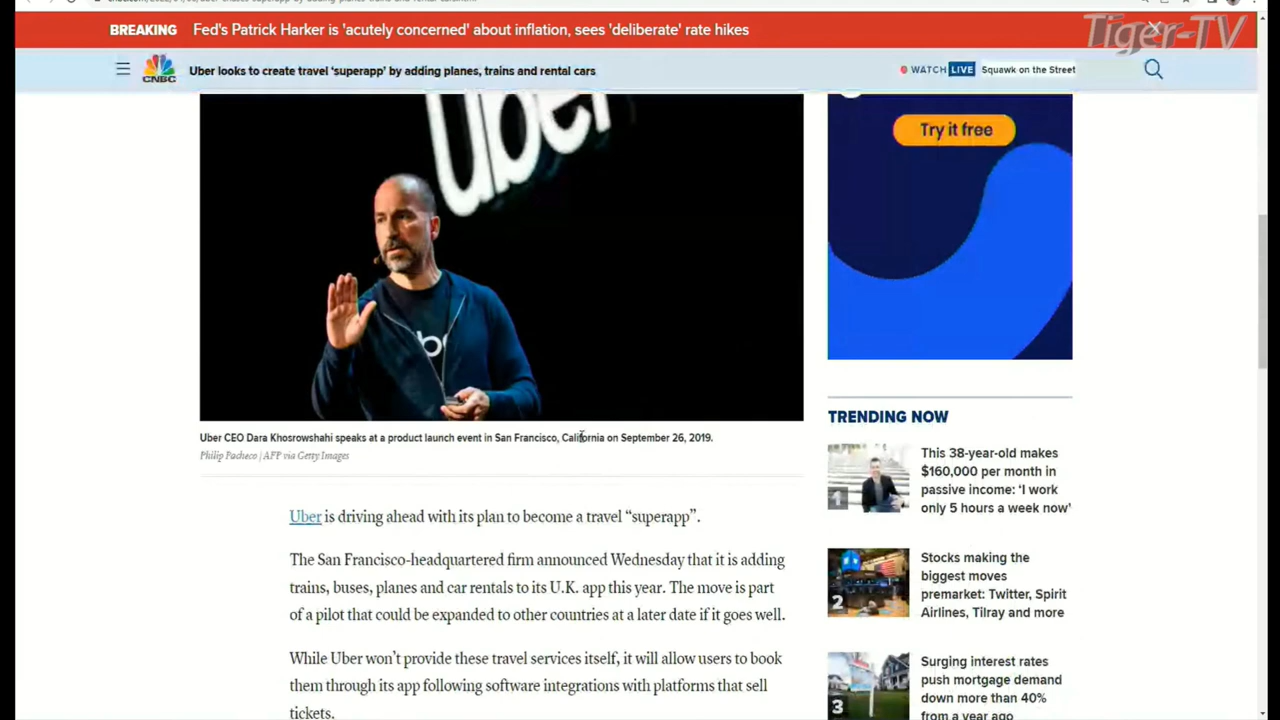 BREAKING Fed's Patrick Harker is 'acutely concerned' about inflation, sees 'deliberate' rate hikes
Tiger-TV
CNBC
Uber looks to create travel ‘superapp’ by adding planes, trains and rental cars
WATCH LIVE Squawk on the Street
Uber
Try it free
Uber CEO Dara Khosrowshahi speaks at a product launch event in San Francisco, California on September 26, 2019.
Philip Pacheco | AFP via Getty Images
Uber is driving ahead with its plan to become a travel “superapp”.
The San Francisco-headquartered firm announced Wednesday that it is adding
trains, buses, planes and car rentals to its U.K. app this year. The move is part
of a pilot that could be expanded to other countries at a later date if it goes well.
While Uber won’t provide these travel services itself, it will allow users to book
them through its app following software integrations with platforms that sell
tickets.
TRENDING NOW
1
This 38-year-old makes
$160,000 per month in
passive income: ‘I work
only 5 hours a week now’
2
Stocks making the
biggest moves
premarket: Twitter, Spirit
Airlines, Tilray and more
3
Surging interest rates
push mortgage demand
down more than 40%
from a year ago